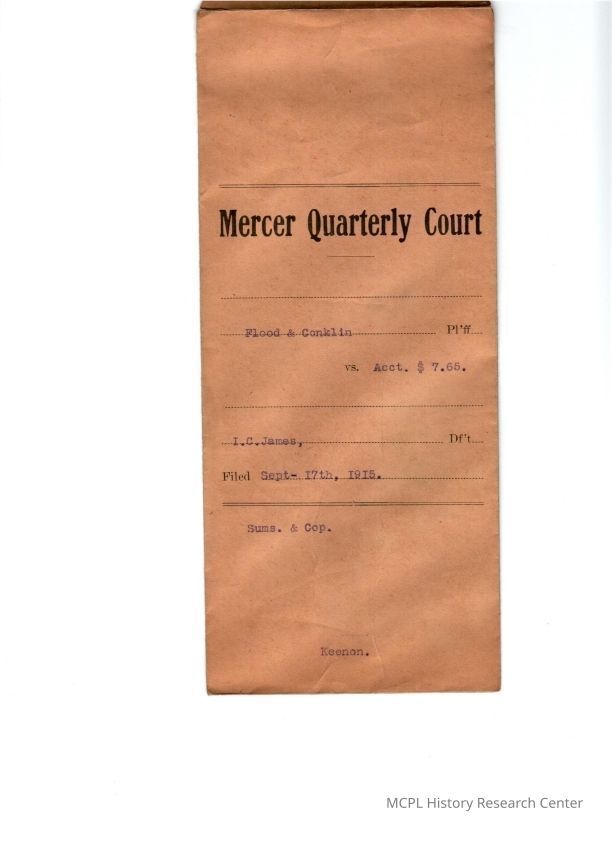 Mercer Quarterly Court
Flood & Conklin Pl'ff
vs. Acct. $ 7.65.
I.C.James, Df't
Filed Sept- 17th, 1915.
Sums. & Cop.
Keenon.
MCPL History Research Center